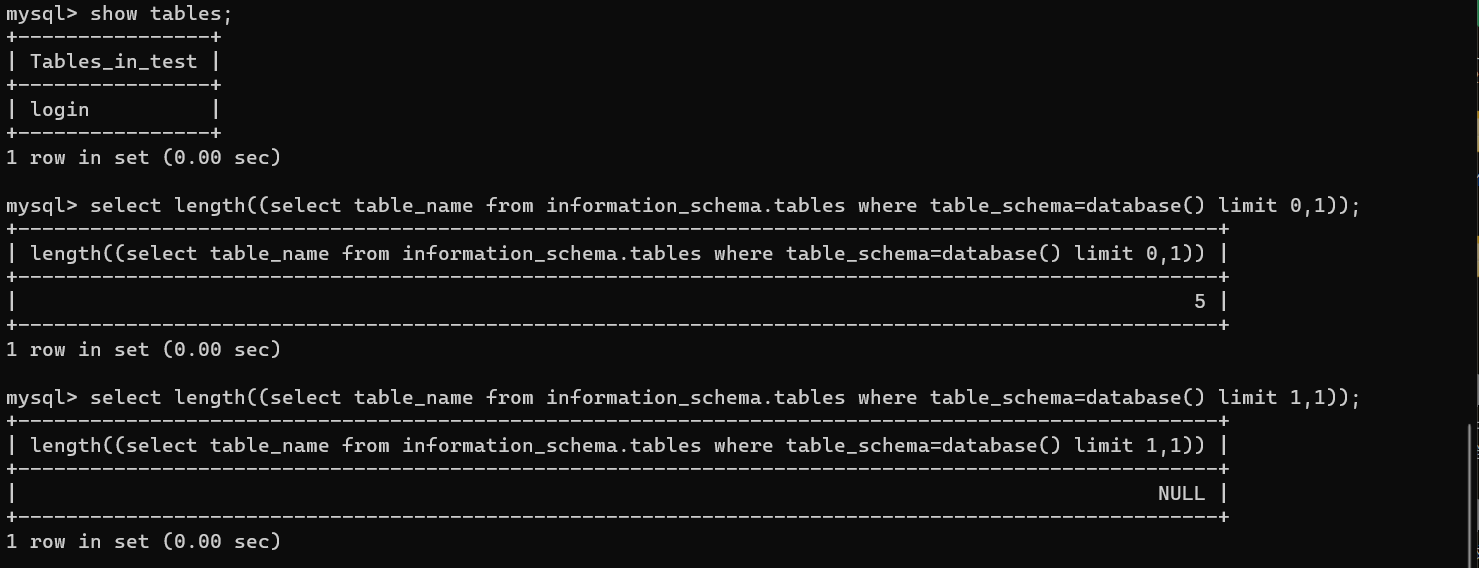 mysql> show tables;
+----------------+
| Tables_in_test |
+----------------+
| login          |
+----------------+
1 row in set (0.00 sec)

mysql> select length((select table_name from information_schema.tables where table_schema=database() limit 0,1));
+----------------------------------------------------------------------------------------------------+
| length((select table_name from information_schema.tables where table_schema=database() limit 0,1)) |
+----------------------------------------------------------------------------------------------------+
|                                                                                                  5 |
+----------------------------------------------------------------------------------------------------+
1 row in set (0.00 sec)

mysql> select length((select table_name from information_schema.tables where table_schema=database() limit 1,1));
+----------------------------------------------------------------------------------------------------+
| length((select table_name from information_schema.tables where table_schema=database() limit 1,1)) |
+----------------------------------------------------------------------------------------------------+
|                                                                                               NULL |
+----------------------------------------------------------------------------------------------------+
1 row in set (0.00 sec)